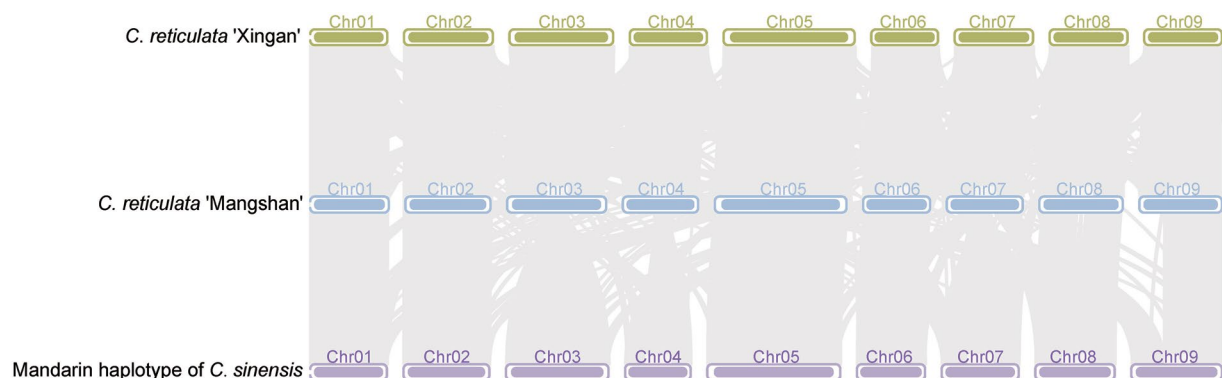 Chr01 Chr02 Chr03 Chr04 Chr05 Chr06 Chr07 Chr08 Chr09
C. reticulata 'Xingan'
Chr01 Chr02 Chr03 Chr04 Chr05 Chr06 Chr07 Chr08 Chr09
C. reticulata 'Mangshan'
Chr01 Chr02 Chr03 Chr04 Chr05 Chr06 Chr07 Chr08 Chr09
Mandarin haplotype of C. sinensis